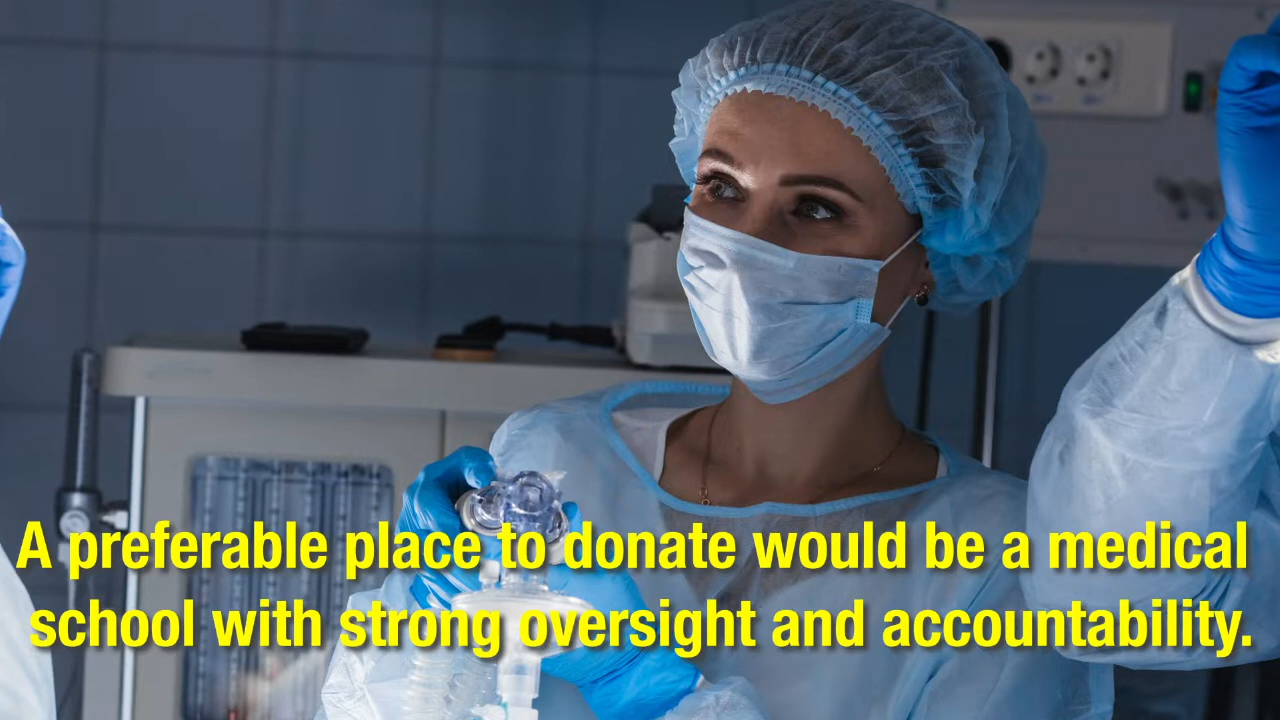 A preferable place to donate would be a medical
school with strong oversight and accountability.